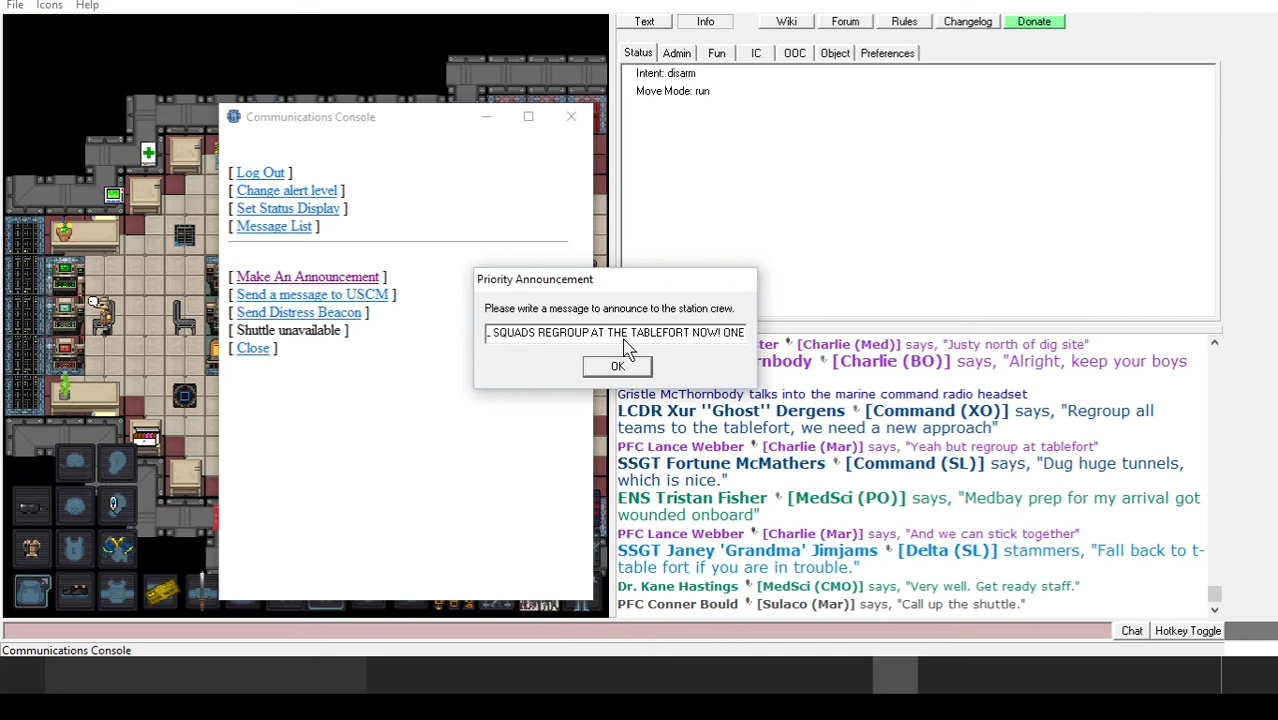 File Icons Help
Text Info Wiki Forum Rules Changelog Donate
Status Admin Fun IC OOC Object Preferences
Intent: disarm
Move Mode: run
Communications Console
[ Log Out ]
[ Change alert level ]
[ Set Status Display ]
[ Message List ]
[ Make An Announcement ]
[ Send a message to USCM ]
[ Send Distress Beacon ]
[ Shuttle unavailable ]
[ Close ]
Priority Announcement
Please write a message to announce to the station crew.
. SQUADS REGROUP AT THE TABLEFORT NOW! ONE
OK
ster [Charlie (Med)] says, "Justy north of dig site"
nbody [Charlie (BO)] says, "Alright, keep your boys
Gristle McThornbody talks into the marine command radio headset
LCDR Xur ''Ghost'' Dergens [Command (XO)] says, "Regroup all
teams to the tablefort, we need a new approach"
PFC Lance Webber [Charlie (Mar)] says, "Yeah but regroup at tablefort"
SSGT Fortune McMathers [Command (SL)] says, "Dug huge tunnels,
which is nice."
ENS Tristan Fisher [MedSci (PO)] says, "Medbay prep for my arrival got
wounded onboard"
PFC Lance Webber [Charlie (Mar)] says, "And we can stick together"
SSGT Janey 'Grandma' Jimjams [Delta (SL)] stammers, "Fall back to t-
table fort if you are in trouble."
Dr. Kane Hastings [MedSci (CMO)] says, "Very well. Get ready staff."
PFC Conner Bould [Sulaco (Mar)] says, "Call up the shuttle."
Chat Hotkey Toggle
Communications Console